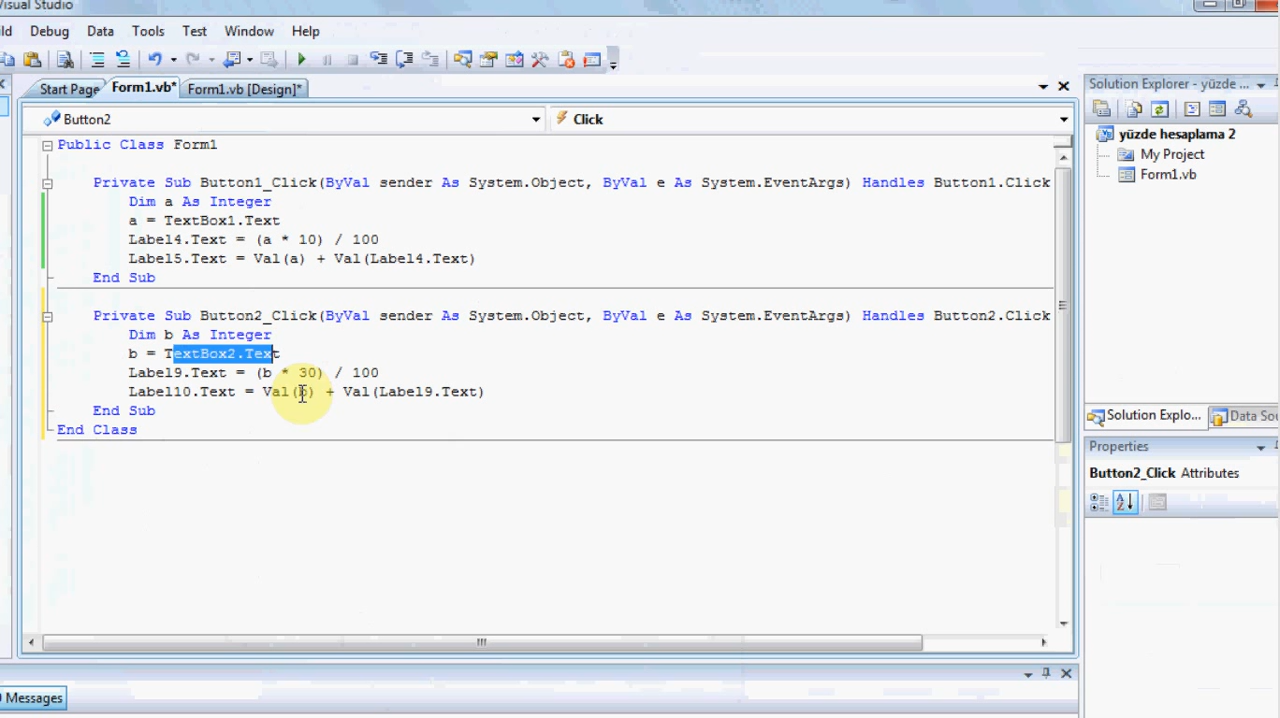 isual Studio
ild Debug Data Tools Test Window Help
Start Page Form1.vb* Form1.vb [Design]*
Button2 Click
Public Class Form1
Private Sub Button1_Click(ByVal sender As System.Object, ByVal e As System.EventArgs) Handles Button1.Click
Dim a As Integer
a = TextBox1.Text
Label4.Text = (a * 10) / 100
Label5.Text = Val(a) + Val(Label4.Text)
End Sub
Private Sub Button2_Click(ByVal sender As System.Object, ByVal e As System.EventArgs) Handles Button2.Click
Dim b As Integer
b = TextBox2.Text
Label9.Text = (b * 30) / 100
Label10.Text = Val(b) + Val(Label9.Text)
End Sub
End Class
Solution Explorer - yüzde ...
yüzde hesaplama 2
My Project
Form1.vb
Solution Explo... Data Sou
Properties
Button2_Click Attributes
0 Messages